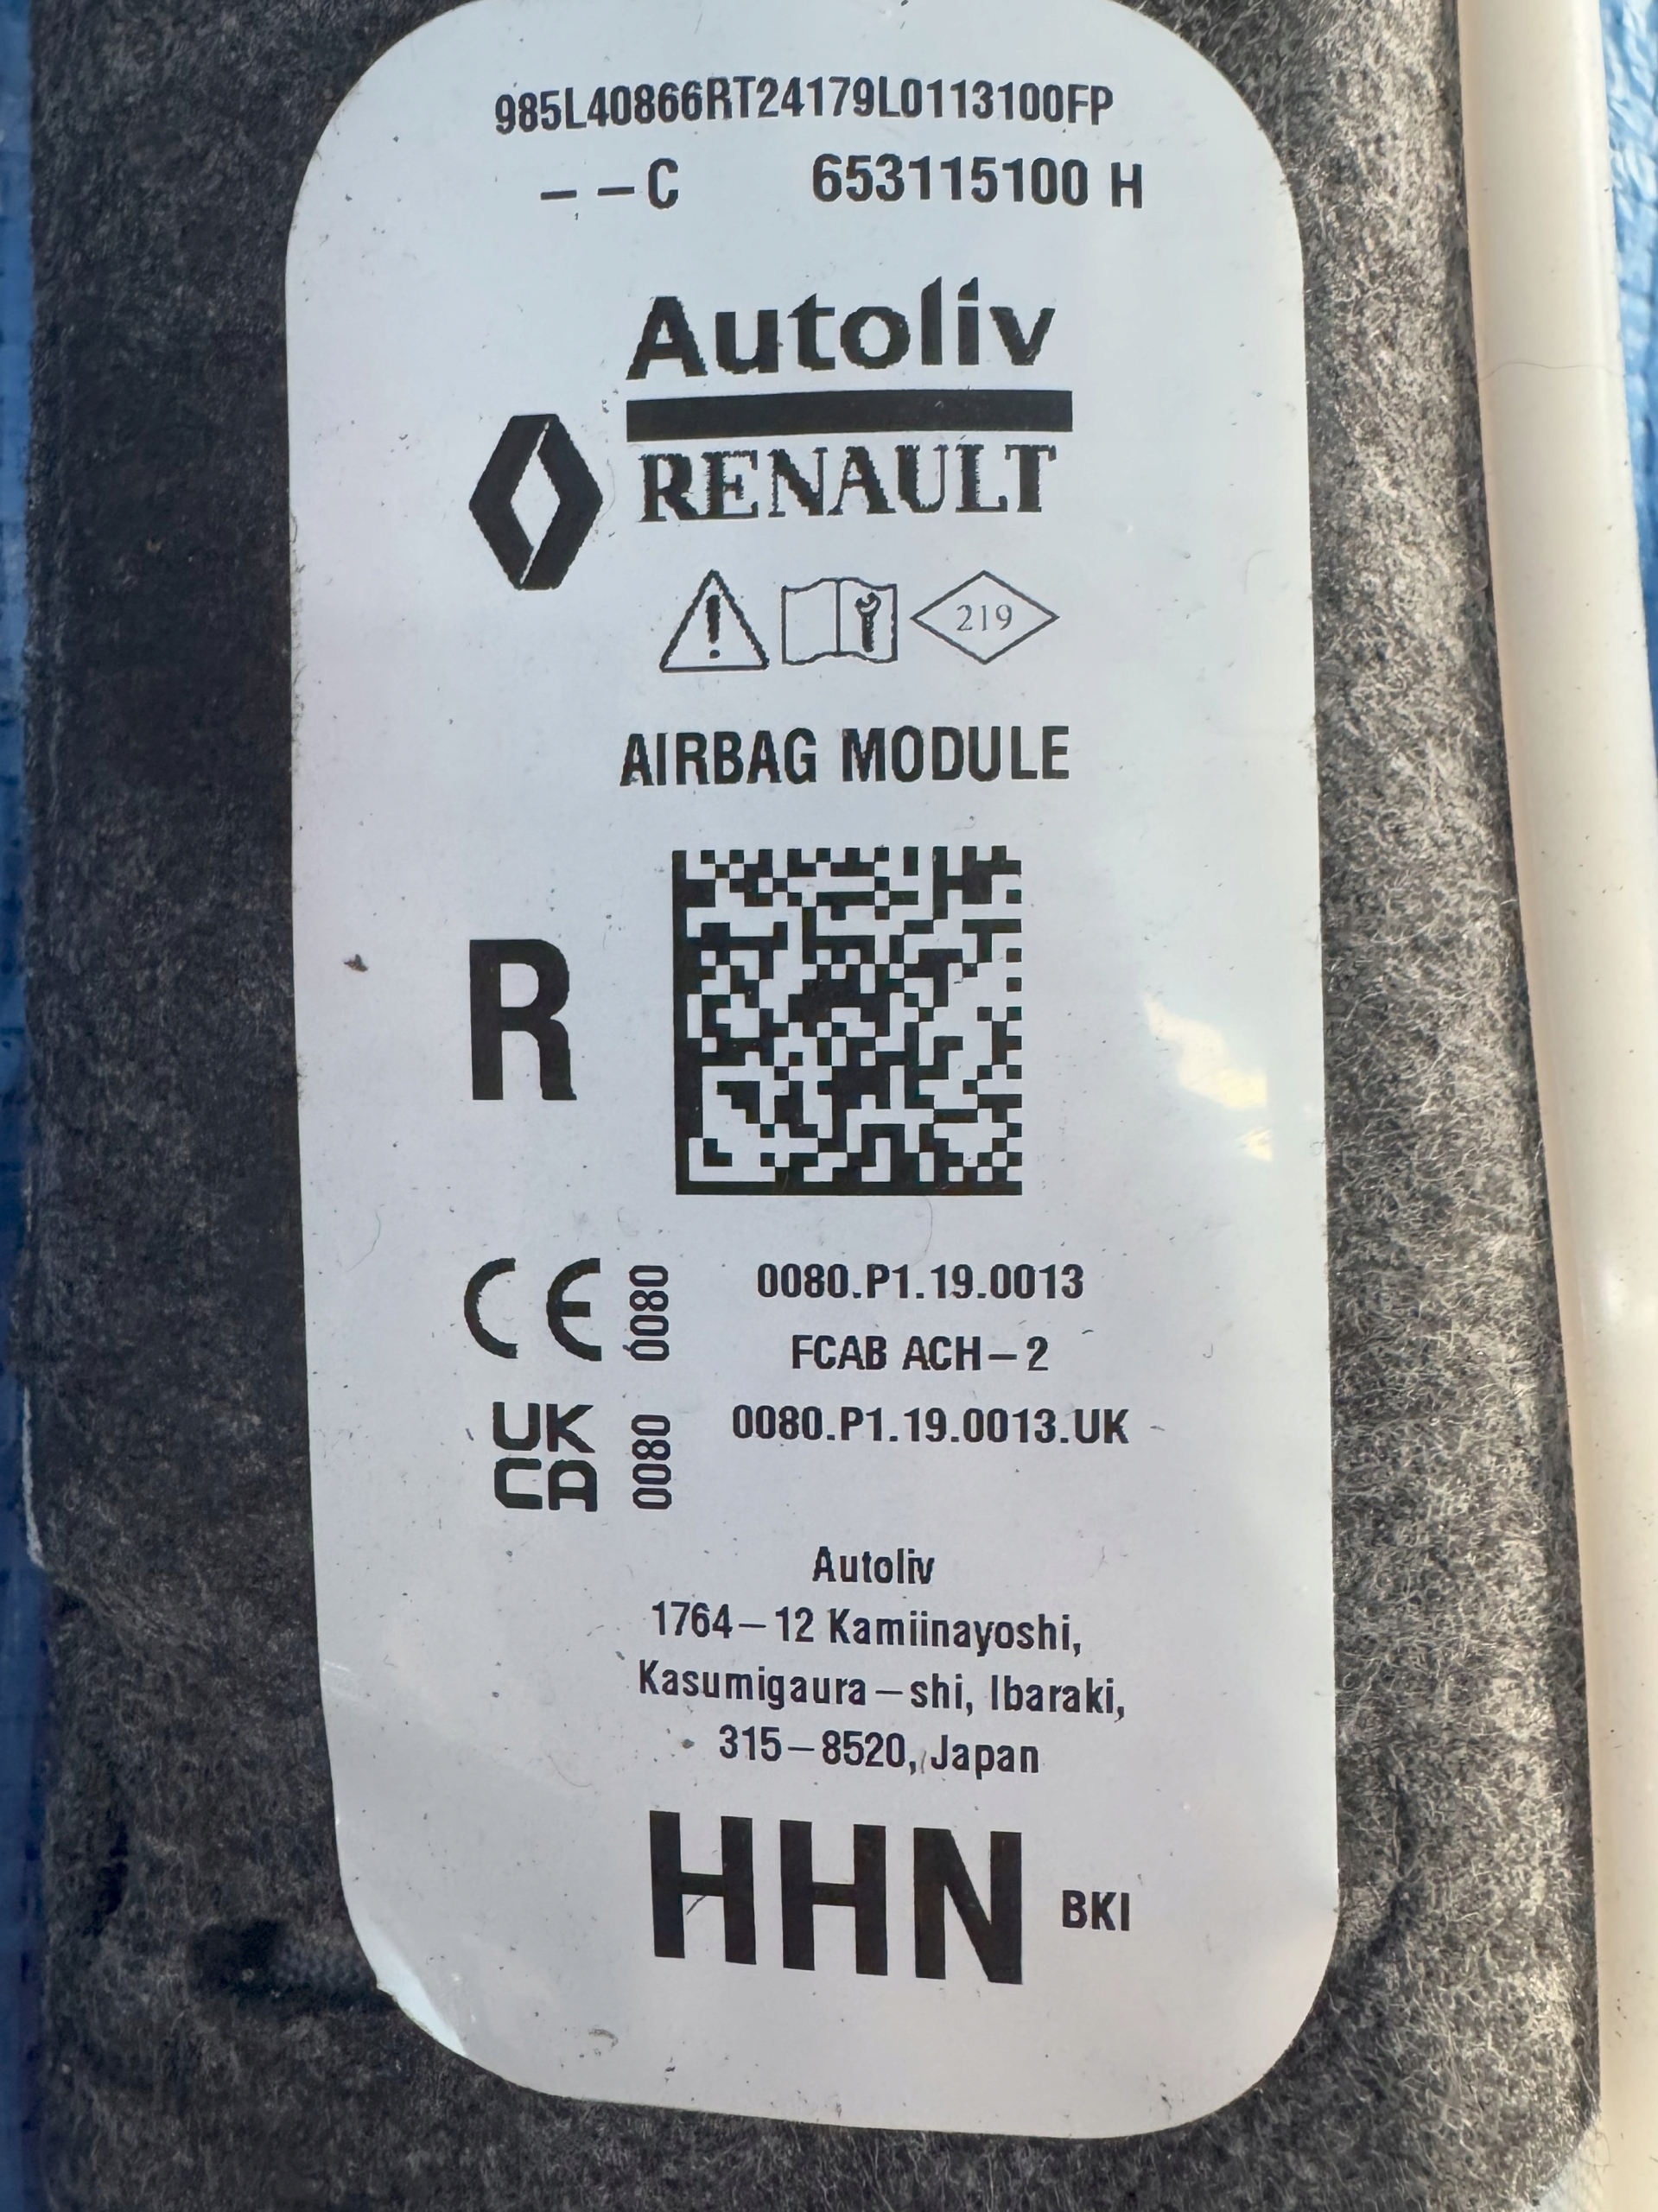 985L40866RT24179L0113100FP
– – C 653115100 H
Autoliv
RENAULT
219
AIRBAG MODULE
R
CE 0080 0080.P1.19.0013
FCAB ACH–2
UK CA 0080 0080.P1.19.0013.UK
Autoliv
1764–12 Kamiinayoshi,
Kasumigaura–shi, Ibaraki,
315–8520, Japan
HHN BKI